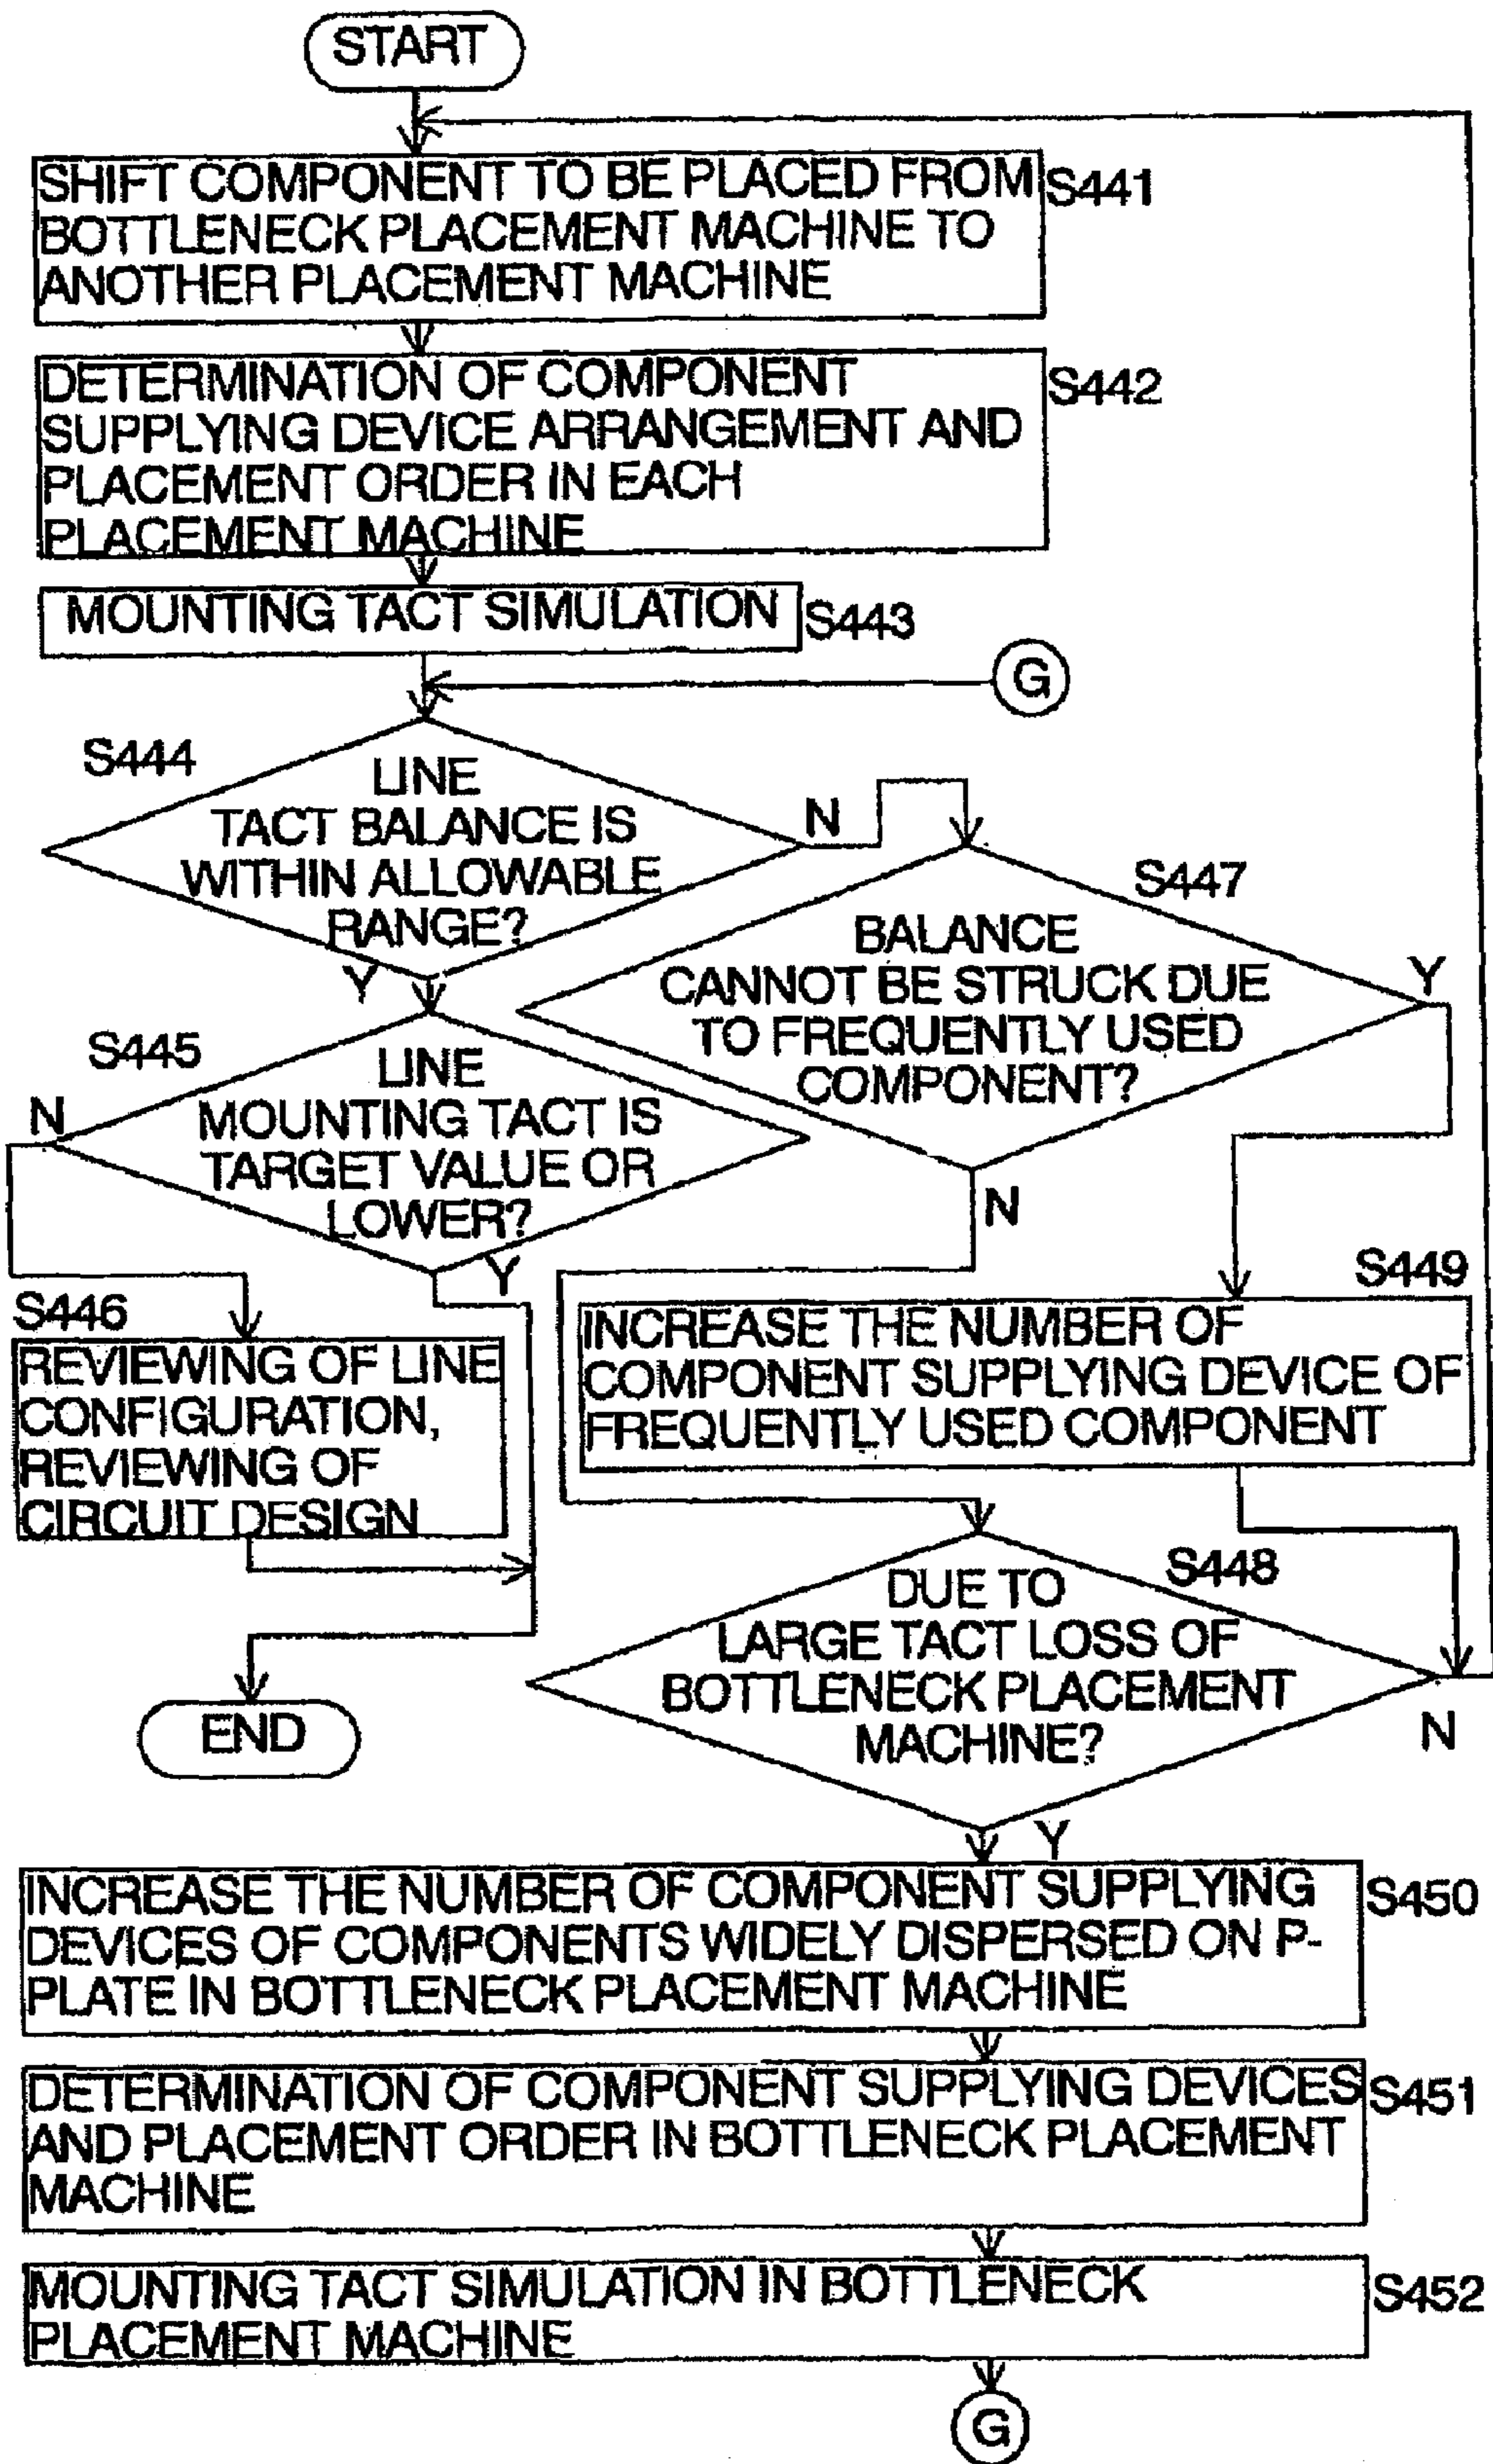 START
SHIFT COMPONENT TO BE PLACED FROM
BOTTLENECK PLACEMENT MACHINE TO
ANOTHER PLACEMENT MACHINE
S441
DETERMINATION OF COMPONENT
SUPPLYING DEVICE ARRANGEMENT AND
PLACEMENT ORDER IN EACH
PLACEMENT MACHINE
S442
MOUNTING TACT SIMULATION
S443
G
S444
LINE
TACT BALANCE IS
WITHIN ALLOWABLE
RANGE?
N
Y
S447
BALANCE
CANNOT BE STRUCK DUE
TO FREQUENTLY USED
COMPONENT?
Y
N
S445
LINE
MOUNTING TACT IS
TARGET VALUE OR
LOWER?
N
Y
S446
REVIEWING OF LINE
CONFIGURATION,
REVIEWING OF
CIRCUIT DESIGN
S449
INCREASE THE NUMBER OF
COMPONENT SUPPLYING DEVICE OF
FREQUENTLY USED COMPONENT
S448
DUE TO
LARGE TACT LOSS OF
BOTTLENECK PLACEMENT
MACHINE?
N
Y
END
INCREASE THE NUMBER OF COMPONENT SUPPLYING
DEVICES OF COMPONENTS WIDELY DISPERSED ON P-
PLATE IN BOTTLENECK PLACEMENT MACHINE
S450
DETERMINATION OF COMPONENT SUPPLYING DEVICES
AND PLACEMENT ORDER IN BOTTLENECK PLACEMENT
MACHINE
S451
MOUNTING TACT SIMULATION IN BOTTLENECK
PLACEMENT MACHINE
S452
G